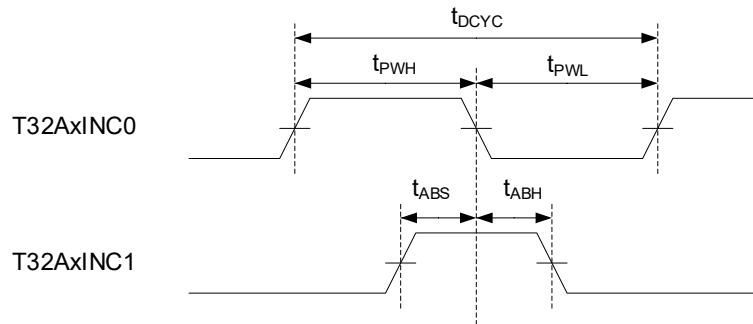 tDCYC
tPWH tPWL
T32AxINC0
tABS tABH
T32AxINC1